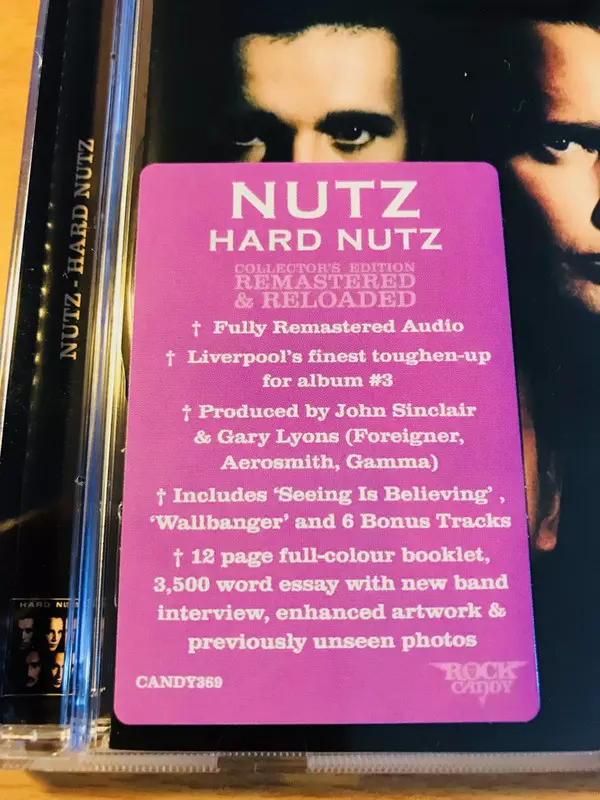 NUTZ - HARD NUTZ
NUTZ
HARD NUTZ
COLLECTOR'S EDITION
REMASTERED
& RELOADED
† Fully Remastered Audio
† Liverpool's finest toughen-up
for album #3
† Produced by John Sinclair
& Gary Lyons (Foreigner,
Aerosmith, Gamma)
† Includes 'Seeing Is Believing' ,
'Wallbanger' and 6 Bonus Tracks
† 12 page full-colour booklet,
3,500 word essay with new band
interview, enhanced artwork &
previously unseen photos
CANDY369
ROCK
CANDY
HARD